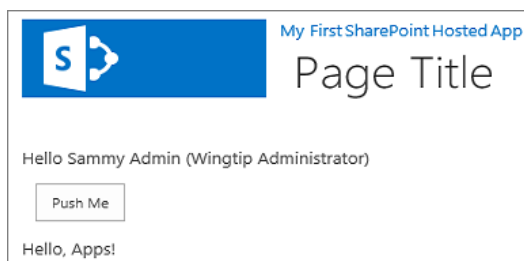 S
My First SharePoint Hosted App
Page Title
Hello Sammy Admin (Wingtip Administrator)
Push Me
Hello, Apps!